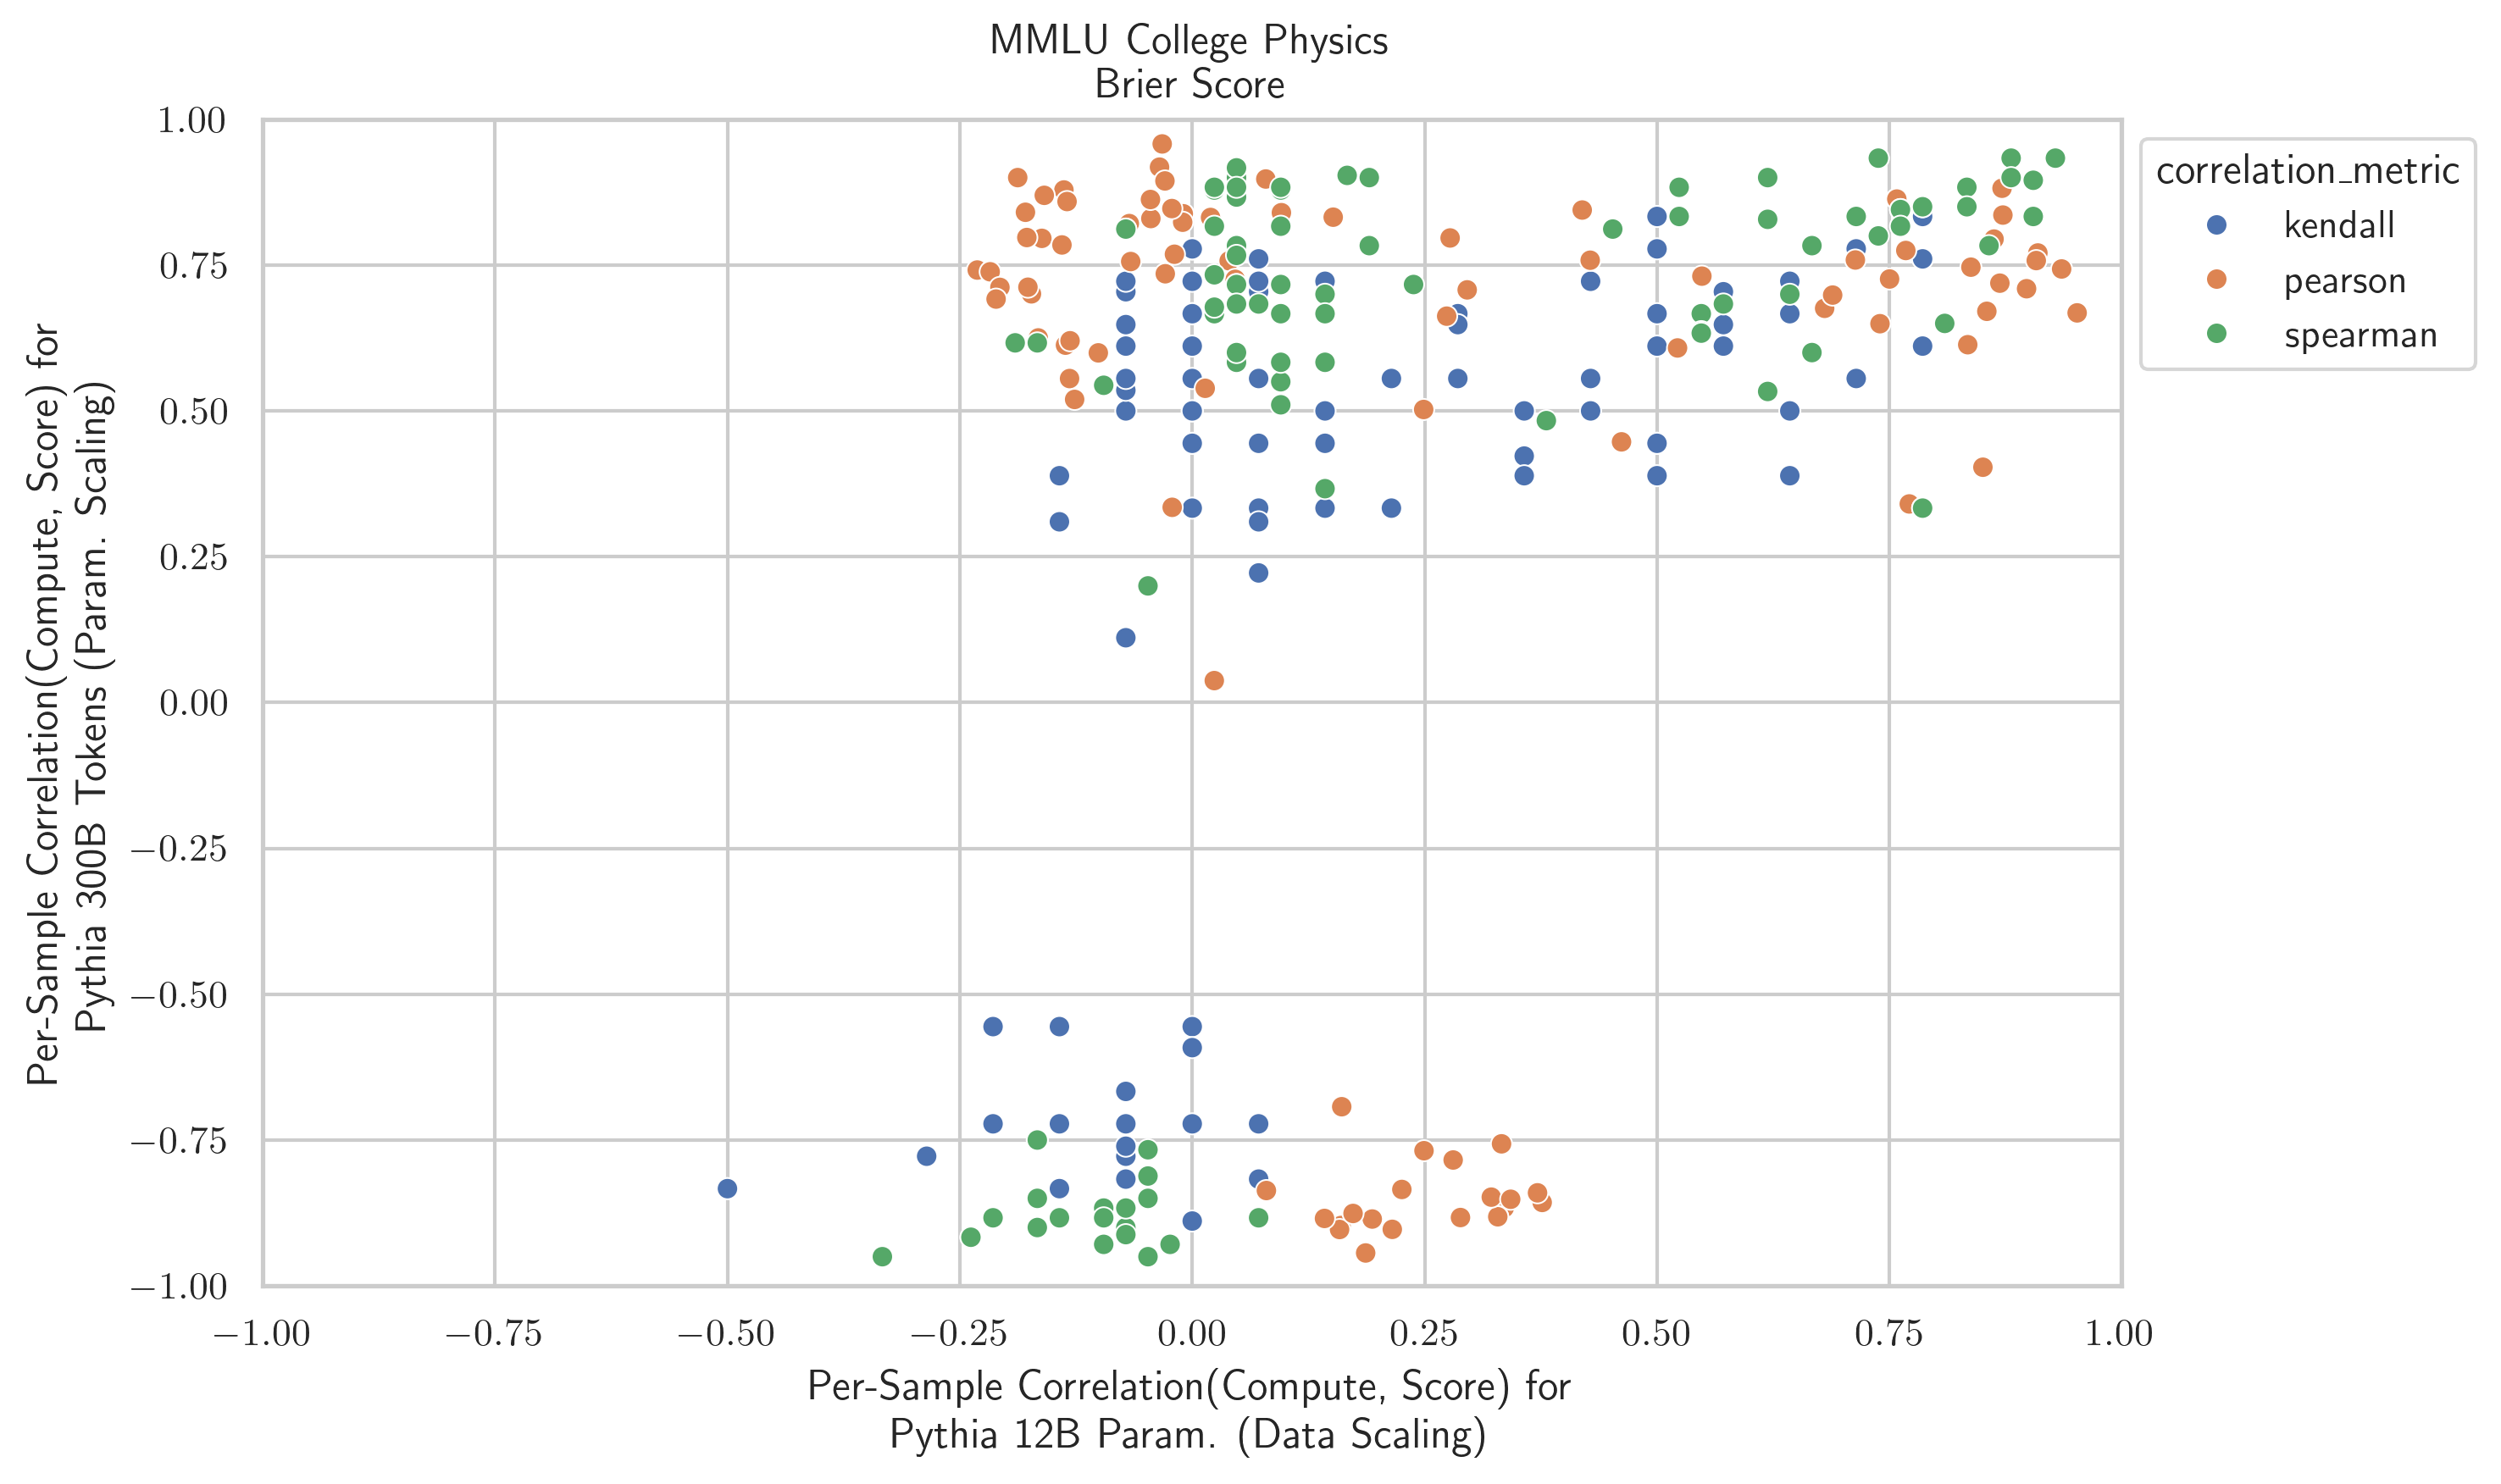 MMLU College Physics
Brier Score
Per-Sample Correlation(Compute, Score) for
Pythia 300B Tokens (Param. Scaling)
1.00
0.75
0.50
0.25
0.00
−0.25
−0.50
−0.75
−1.00
−1.00 −0.75 −0.50 −0.25 0.00 0.25 0.50 0.75 1.00
Per-Sample Correlation(Compute, Score) for
Pythia 12B Param. (Data Scaling)
correlation_metric
kendall
pearson
spearman